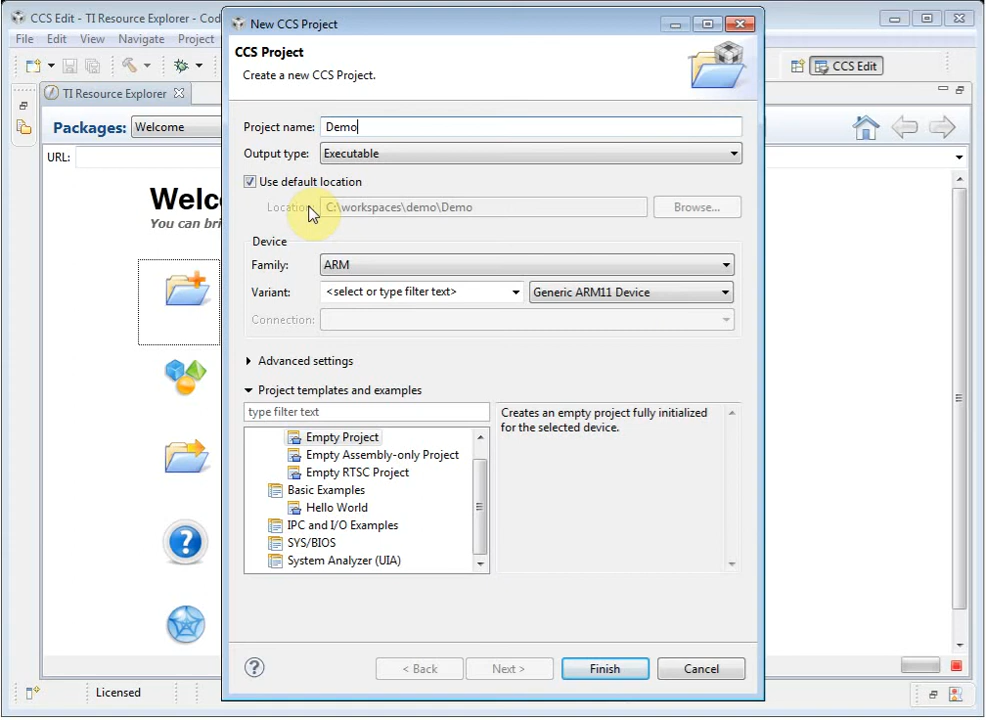 CCS Edit - TI Resource Explorer - Cod
New CCS Project
File Edit View Navigate Project
CCS Project
Create a new CCS Project.
CCS Edit
TI Resource Explorer
Packages: Welcome
Project name: Demo
URL:
Output type: Executable
Use default location
Welc
You can bri
Location: C:\workspaces\demo\Demo Browse...
Device
Family: ARM
Variant: <select or type filter text> Generic ARM11 Device
Connection:
Advanced settings
Project templates and examples
type filter text
Creates an empty project fully initialized
for the selected device.
Empty Project
Empty Assembly-only Project
Empty RTSC Project
Basic Examples
Hello World
IPC and I/O Examples
SYS/BIOS
System Analyzer (UIA)
? < Back Next > Finish Cancel
Licensed